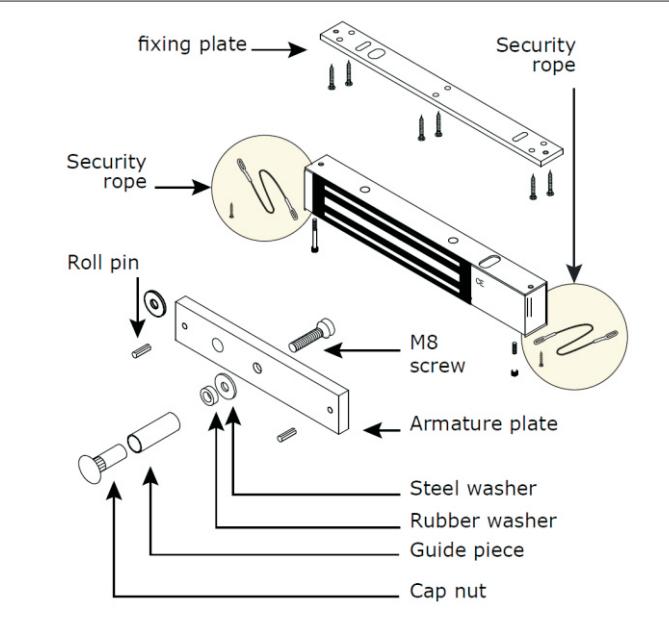 fixing plate
Security
rope
Security
rope
Roll pin
CE
M8
screw
Armature plate
Steel washer
Rubber washer
Guide piece
Cap nut